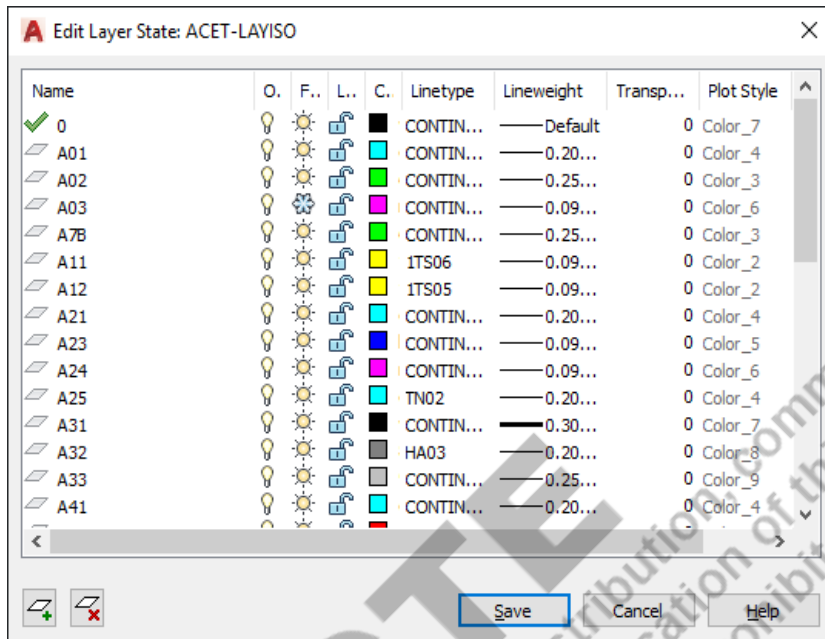 Edit Layer State: ACET-LAYISO
Name O. F.. L... C. Linetype Lineweight Transp... Plot Style
0 CONTIN... Default 0 Color_7
A01 CONTIN... 0.20... 0 Color_4
A02 CONTIN... 0.25... 0 Color_3
A03 CONTIN... 0.09... 0 Color_6
A7B CONTIN... 0.25... 0 Color_3
A11 1TS06 0.09... 0 Color_2
A12 1TS05 0.09... 0 Color_2
A21 CONTIN... 0.20... 0 Color_4
A23 CONTIN... 0.09... 0 Color_5
A24 CONTIN... 0.09... 0 Color_6
A25 TN02 0.20... 0 Color_4
A31 CONTIN... 0.30... 0 Color_7
A32 HA03 0.20... 0 Color_8
A33 CONTIN... 0.25... 0 Color_9
A41 CONTIN... 0.20... 0 Color_4
Save Cancel Help